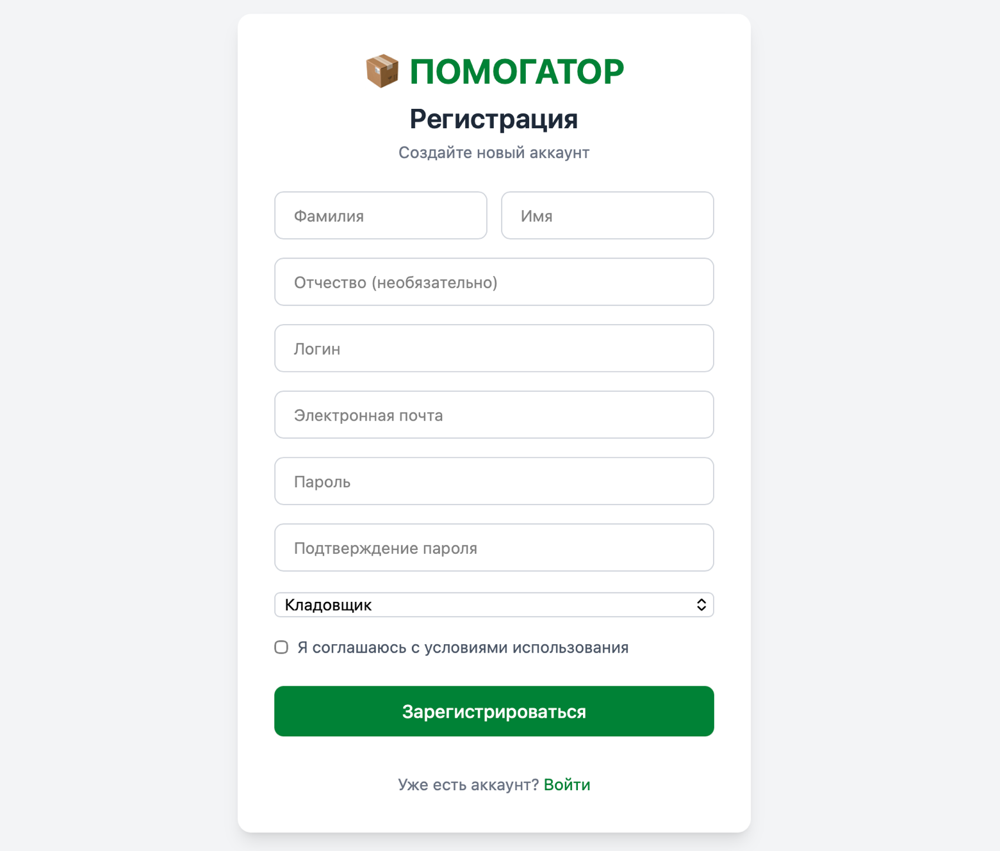 ПОМОГАТОР
Регистрация
Создайте новый аккаунт
Фамилия
Имя
Отчество (необязательно)
Логин
Электронная почта
Пароль
Подтверждение пароля
Кладовщик
Я соглашаюсь с условиями использования
Зарегистрироваться
Уже есть аккаунт? Войти